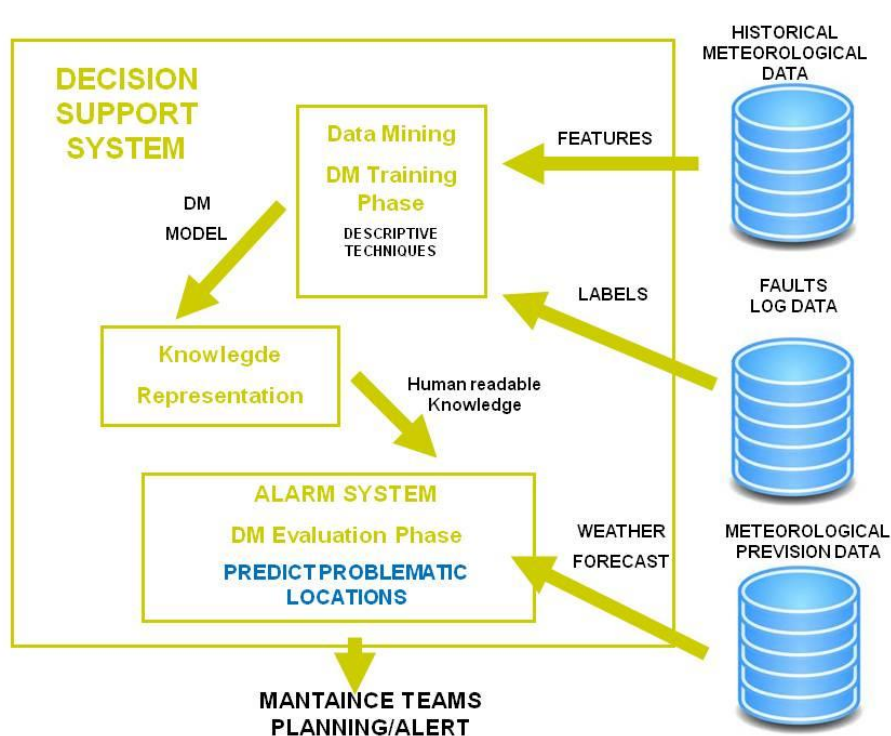 DECISION
SUPPORT
SYSTEM
HISTORICAL
METEOROLOGICAL
DATA
Data Mining
DM Training
Phase
DESCRIPTIVE
TECHNIQUES
FEATURES
DM
MODEL
LABELS
FAULTS
LOG DATA
Knowlegde
Representation
Human readable
Knowledge
ALARM SYSTEM
DM Evaluation Phase
PREDICT PROBLEMATIC
LOCATIONS
WEATHER
FORECAST
METEOROLOGICAL
PREVISION DATA
MANTAINCE TEAMS
PLANNING/ALERT